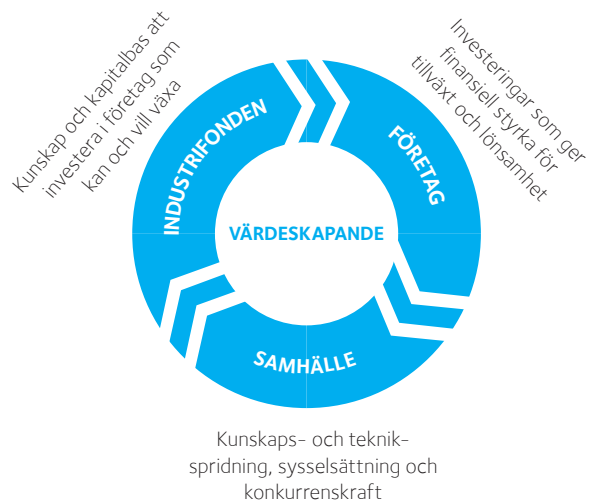 Kunskap och kapitalbas att
investera i företag som
kan och vill växa
INDUSTRIFONDEN
Investeringar som ger
finansiell styrka för
tillväxt och lönsamhet
FÖRETAG
VÄRDESKAPANDE
SAMHÄLLE
Kunskaps- och teknik-
spridning, sysselsättning och
konkurrenskraft